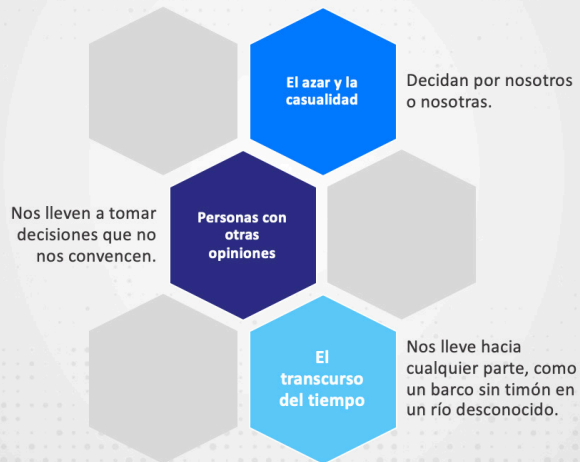 El azar y la
casualidad
Decidan por nosotros
o nosotras.
Personas con
otras
opiniones
Nos lleven a tomar
decisiones que no
nos convencen.
El
transcurso
del tiempo
Nos lleve hacia
cualquier parte, como
un barco sin timón en
un río desconocido.